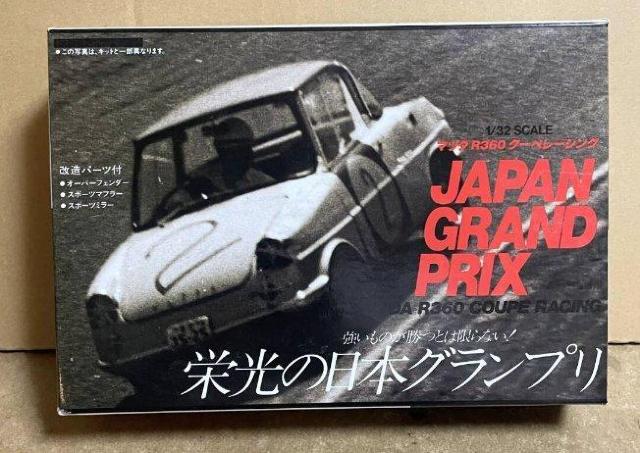 ●この写真は、キットと一部異なります。
1/32 SCALE
マツダ R360 クーペレーシング
改造パーツ付
●オーバーフェンダー
●スポーツマフラー
●スポーツミラー
JAPAN
GRAND
PRIX
R360 COUPE RACING
強いものが勝つとは限らない!
栄光の日本グランプリ
2